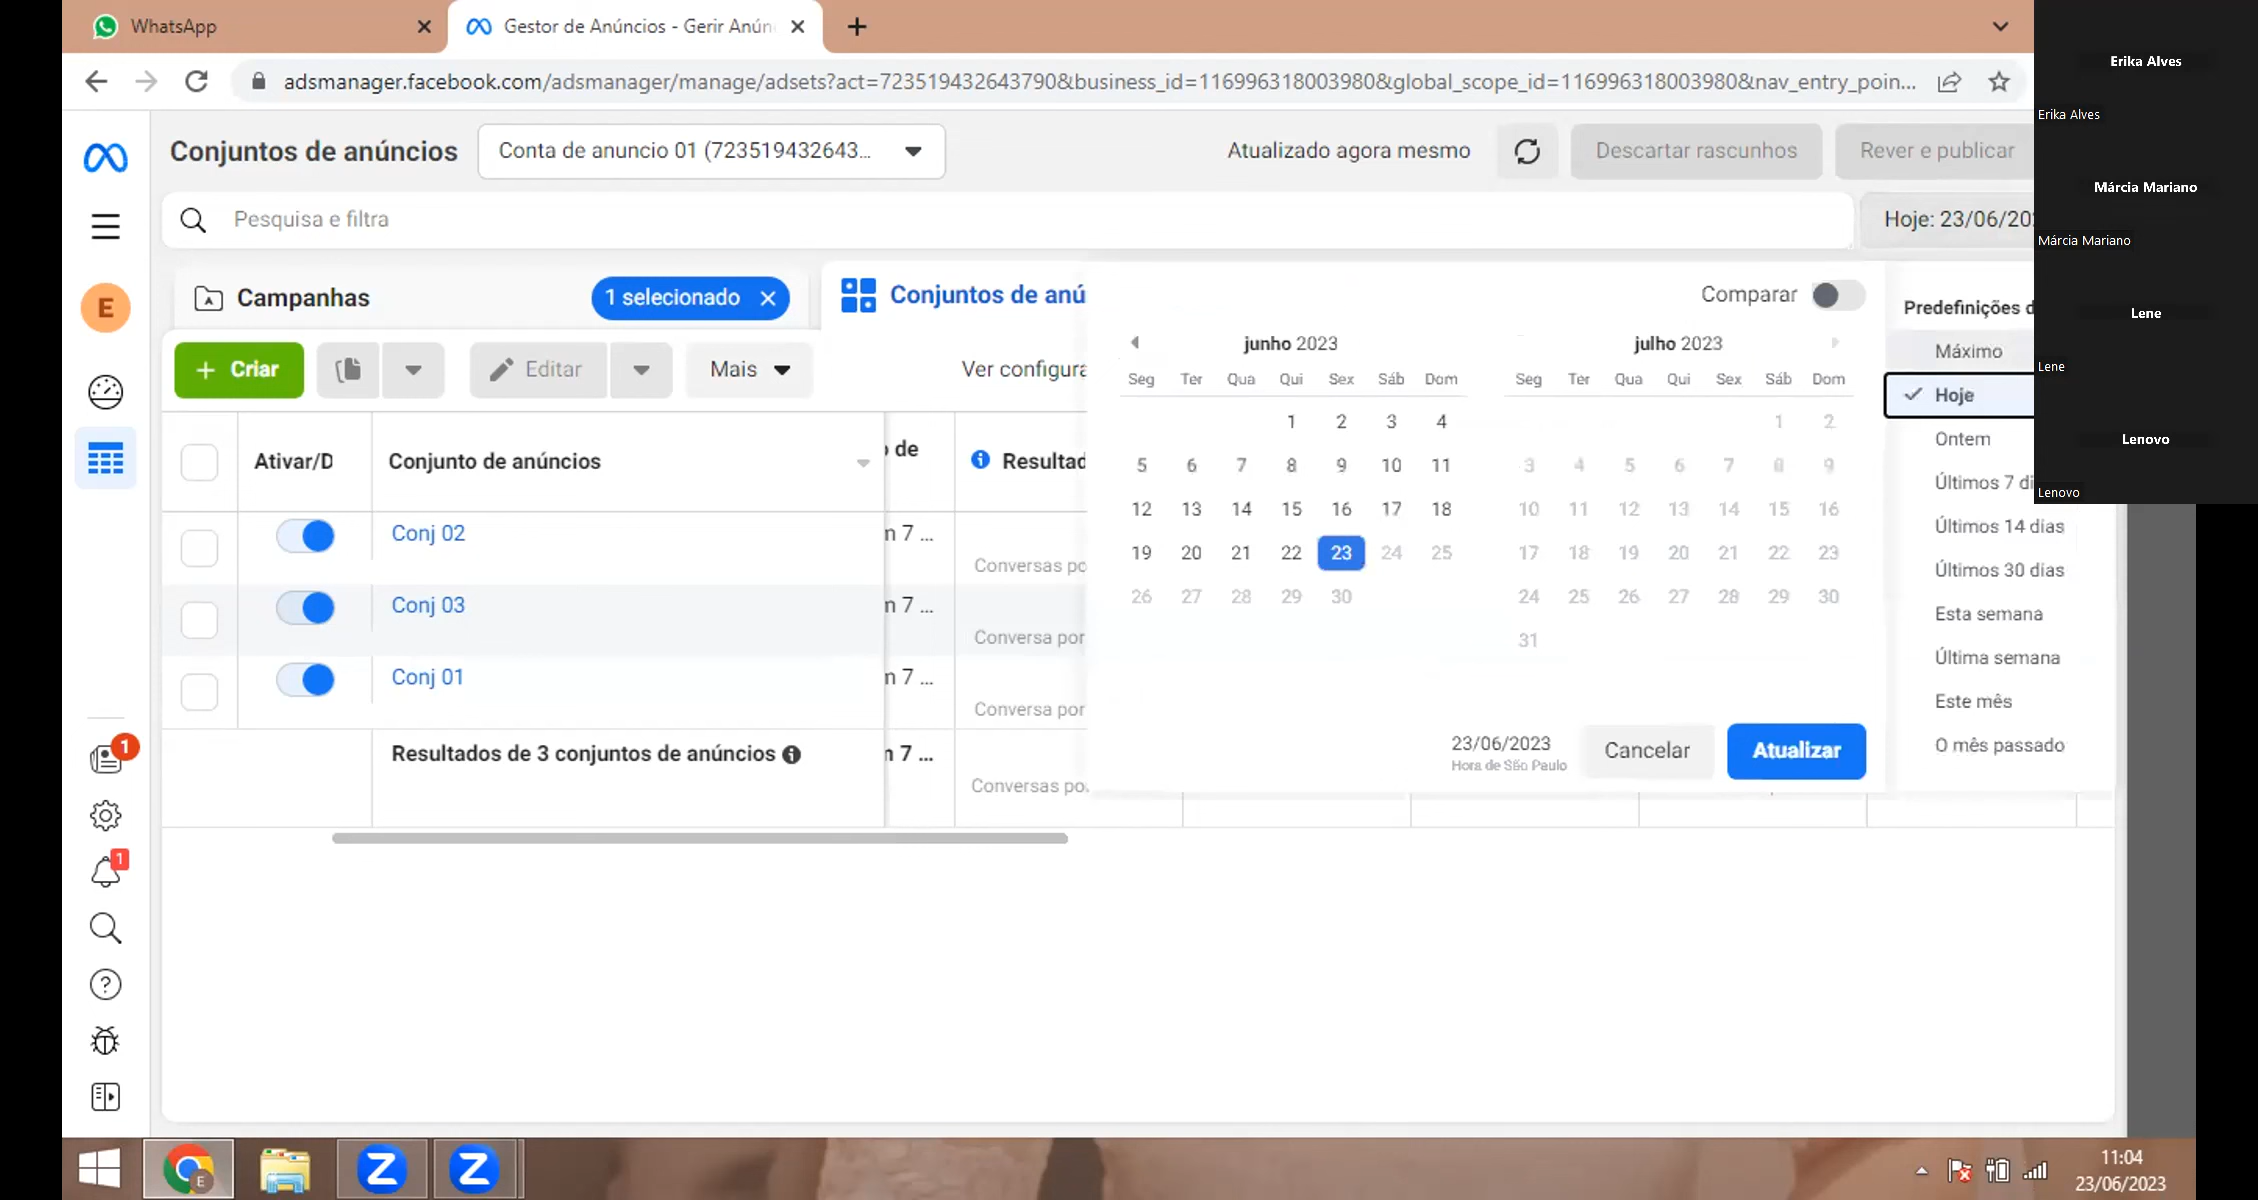 WhatsApp
Gestor de Anúncios - Gerir Anún
adsmanager.facebook.com/adsmanager/manage/adsets?act=723519432643790&business_id=116996318003980&global_scope_id=116996318003980&nav_entry_poin...
Conjuntos de anúncios
Conta de anuncio 01 (723519432643...
Atualizado agora mesmo
Descartar rascunhos
Rever e publicar
Pesquisa e filtra
Hoje: 23/06/20
Campanhas
1 selecionado
Conjuntos de anú
+ Criar
Editar
Mais
Ver configura
Ativar/D
Conjunto de anúncios
de
Resultad
Conj 02
n 7 ...
Conversas po
Conj 03
n 7 ...
Conversa por
Conj 01
n 7 ...
Conversa por
Resultados de 3 conjuntos de anúncios
n 7 ...
Conversas po
Comparar
junho 2023
Seg Ter Qua Qui Sex Sáb Dom
1 2 3 4
5 6 7 8 9 10 11
12 13 14 15 16 17 18
19 20 21 22 23 24 25
26 27 28 29 30
julho 2023
Seg Ter Qua Qui Sex Sáb Dom
1 2
3 4 5 6 7 8 9
10 11 12 13 14 15 16
17 18 19 20 21 22 23
24 25 26 27 28 29 30
31
23/06/2023
Hora de São Paulo
Cancelar
Atualizar
Predefinições d
Máximo
Hoje
Ontem
Últimos 7 di
Últimos 14 dias
Últimos 30 dias
Esta semana
Última semana
Este mês
O mês passado
Erika Alves
Erika Alves
Márcia Mariano
Márcia Mariano
Lene
Lene
Lenovo
Lenovo
E
1
1
E
11:04
23/06/2023